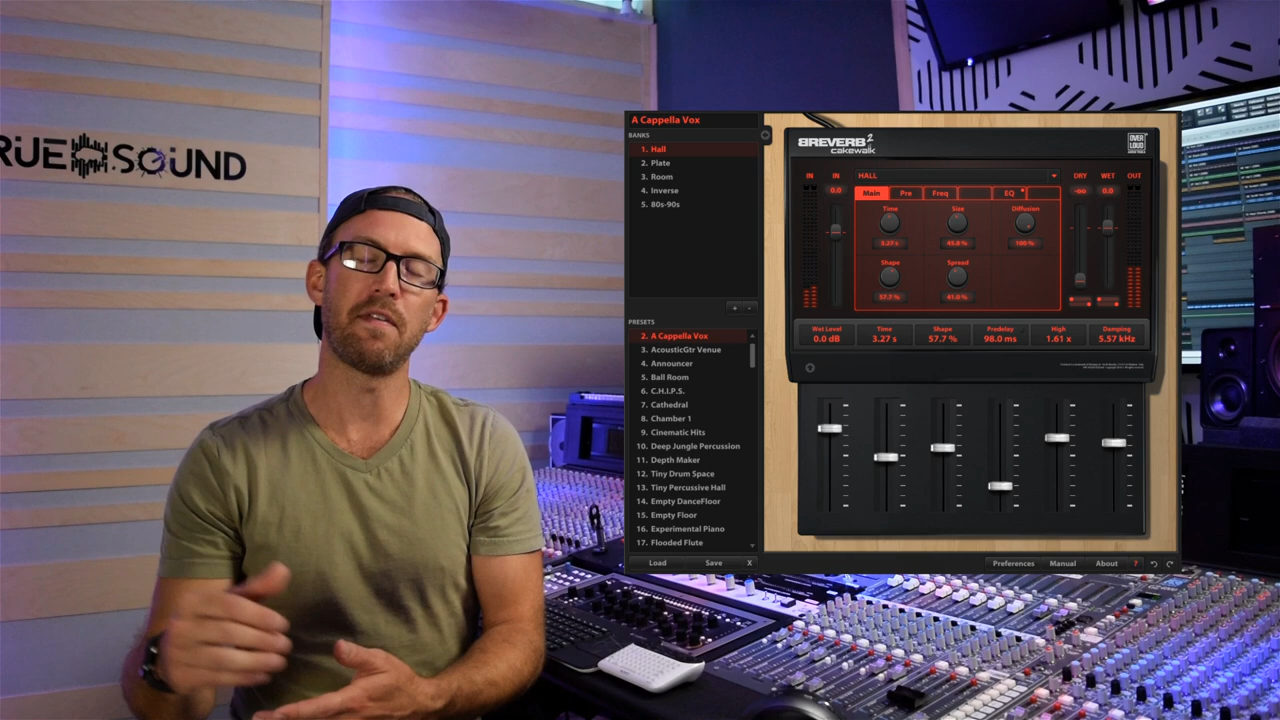 RUE SOUND
A Cappella Vox
BANKS
1. Hall
2. Plate
3. Room
4. Inverse
5. 80s-90s
+ -
PRESETS
2. A Cappella Vox
3. AcousticGtr Venue
4. Announcer
5. Ball Room
6. C.H.I.P.S.
7. Cathedral
8. Chamber 1
9. Cinematic Hits
10. Deep Jungle Percussion
11. Depth Maker
12. Tiny Drum Space
13. Tiny Percussive Hall
14. Empty DanceFloor
15. Empty Floor
16. Experimental Piano
17. Flooded Flute
Load Save X
BREVERB 2
cakewalk
OVER LOUD
IN IN HALL DRY WET OUT
0.0 Main Pre Freq EQ -oo 0.0
Time Size Diffusion
3.27 s 45.6 % 100 %
Shape Spread
57.7 % 41.0 %
Wet Level Time Shape Predelay High Damping
0.0 dB 3.27 s 57.7 % 98.0 ms 1.61 x 5.57 kHz
Preferences Manual About ?